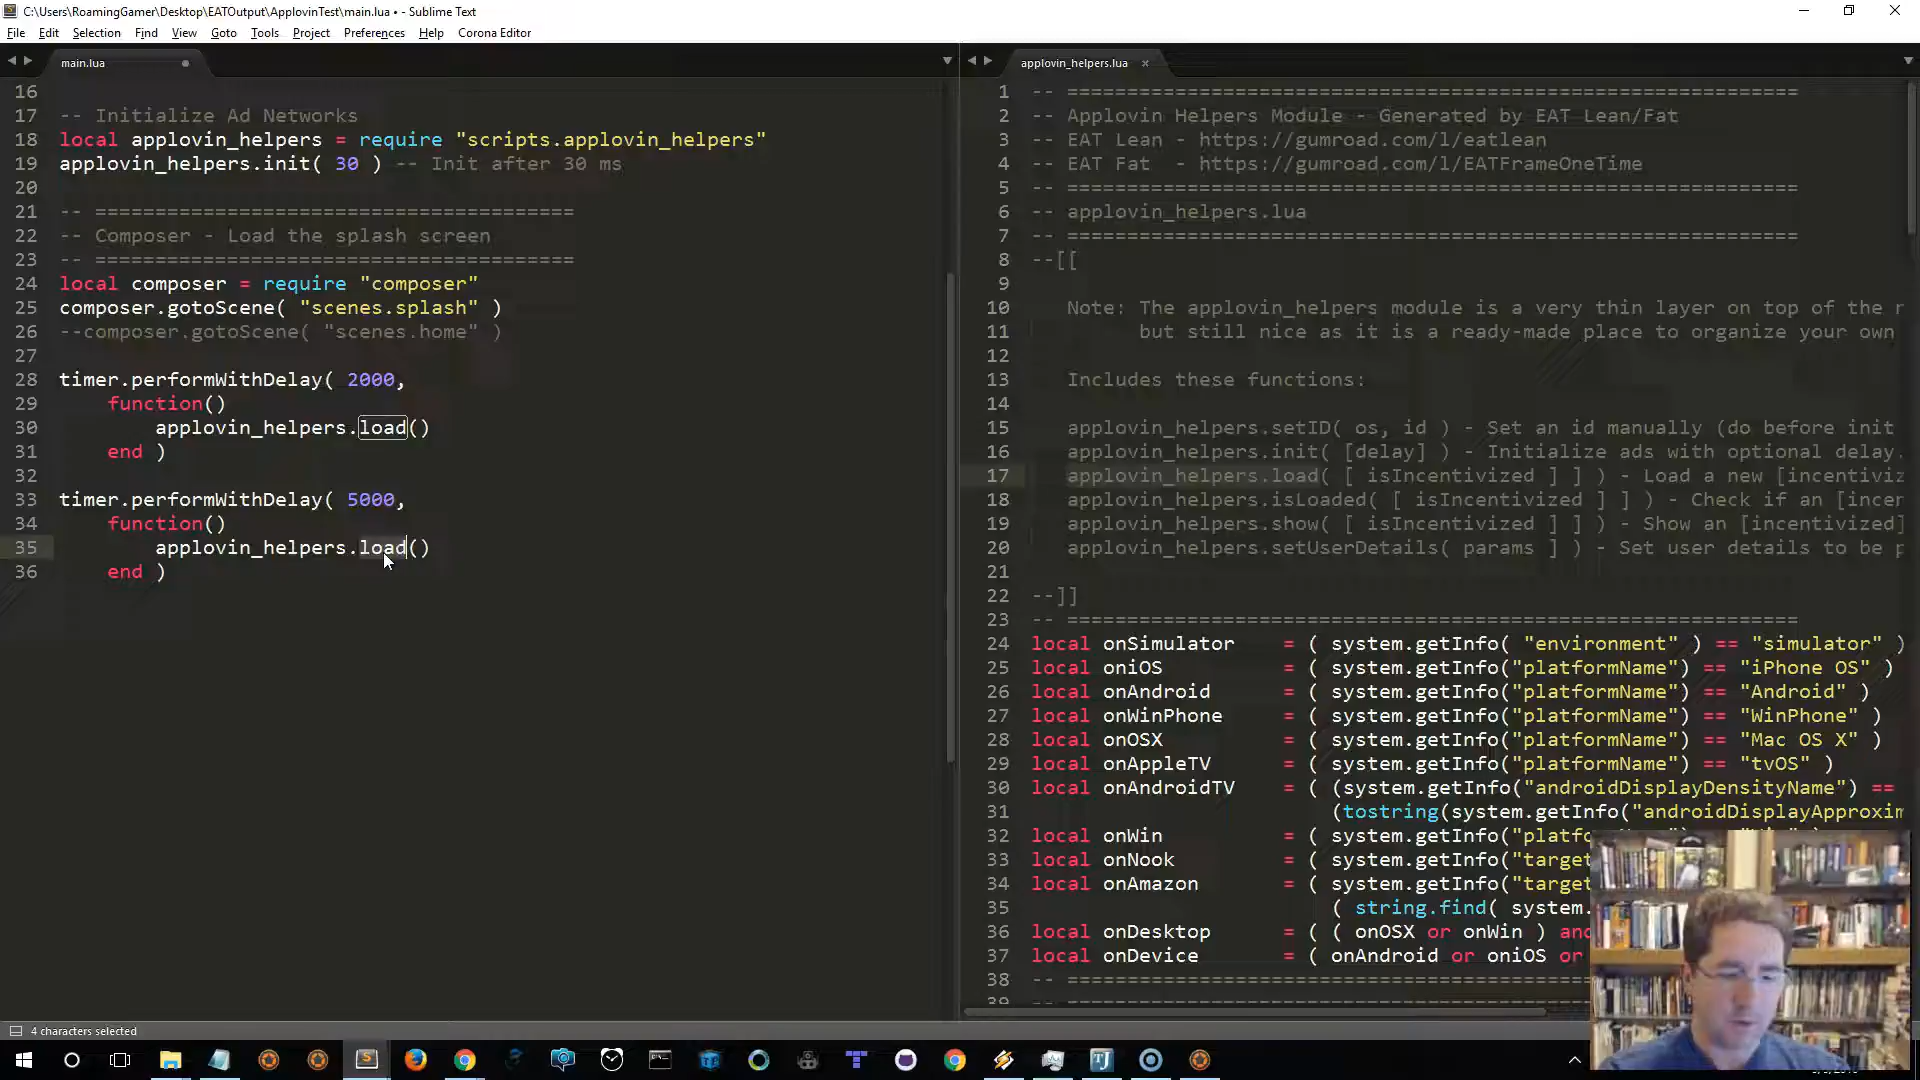 C:\Users\RoamingGamer\Desktop\EATOutput\ApplovinTest\main.lua • - Sublime Text
File Edit Selection Find View Goto Tools Project Preferences Help Corona Editor
main.lua
16
17 -- Initialize Ad Networks
18 local applovin_helpers = require "scripts.applovin_helpers"
19 applovin_helpers.init( 30 ) -- Init after 30 ms
20
21 -- ========================================
22 -- Composer - Load the splash screen
23 -- ========================================
24 local composer = require "composer"
25 composer.gotoScene( "scenes.splash" )
26 --composer.gotoScene( "scenes.home" )
27
28 timer.performWithDelay( 2000,
29 function()
30 applovin_helpers.load()
31 end )
32
33 timer.performWithDelay( 5000,
34 function()
35 applovin_helpers.load()
36 end )
applovin_helpers.lua
1 -- =============================================================
2 -- Applovin Helpers Module - Generated by EAT Lean/Fat
3 -- EAT Lean - https://gumroad.com/l/eatlean
4 -- EAT Fat - https://gumroad.com/l/EATFrameOneTime
5 -- =============================================================
6 -- applovin_helpers.lua
7 -- =============================================================
8 --[[
9
10 Note: The applovin_helpers module is a very thin layer on top of the r
11 but still nice as it is a ready-made place to organize your own
12
13 Includes these functions:
14
15 applovin_helpers.setID( os, id ) - Set an id manually (do before init
16 applovin_helpers.init( [delay] ) - Initialize ads with optional delay.
17 applovin_helpers.load( [ isIncentivized ] ] ) - Load a new [incentiviz
18 applovin_helpers.isLoaded( [ isIncentivized ] ] ) - Check if an [incen
19 applovin_helpers.show( [ isIncentivized ] ] ) - Show an [incentivized]
20 applovin_helpers.setUserDetails( params ] ) - Set user details to be p
21
22 --]]
23 -- =============================================================
24 local onSimulator = ( system.getInfo( "environment" ) == "simulator" )
25 local oniOS = ( system.getInfo("platformName") == "iPhone OS" )
26 local onAndroid = ( system.getInfo("platformName") == "Android" )
27 local onWinPhone = ( system.getInfo("platformName") == "WinPhone" )
28 local onOSX = ( system.getInfo("platformName") == "Mac OS X" )
29 local onAppleTV = ( system.getInfo("platformName") == "tvOS" )
30 local onAndroidTV = ( (system.getInfo("androidDisplayDensityName") ==
31 (tostring(system.getInfo("androidDisplayApproxim
32 local onWin = ( system.getInfo("platfo
33 local onNook = ( system.getInfo("target
34 local onAmazon = ( system.getInfo("target
35 ( string.find( system.
36 local onDesktop = ( ( onOSX or onWin ) and
37 local onDevice = ( onAndroid or oniOS or
38 -- ============================================
4 characters selected